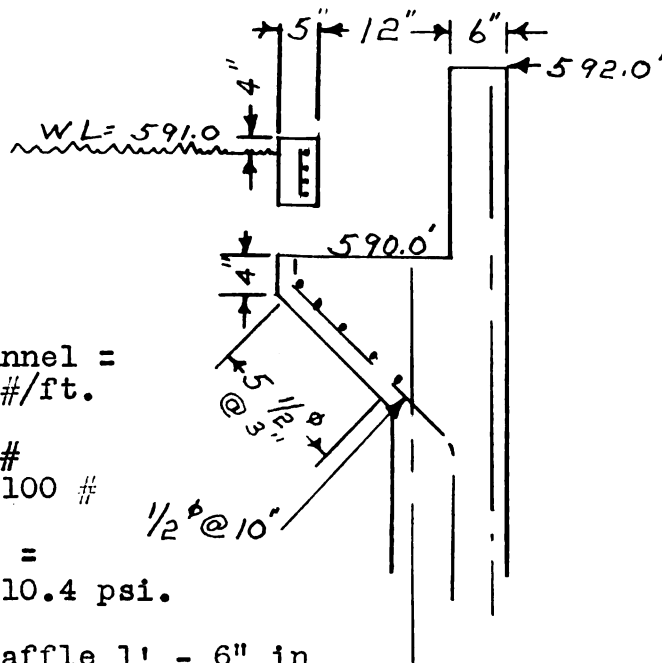 5" 12" 6"
592.0'
4"
WL= 591.0
590.0'
4"
nnel =
#/ft.
5 1/2 ø
@ 3"
#
100 #
1/2 ø @ 10"
=
10.4 psi.
affle 1' - 6" in